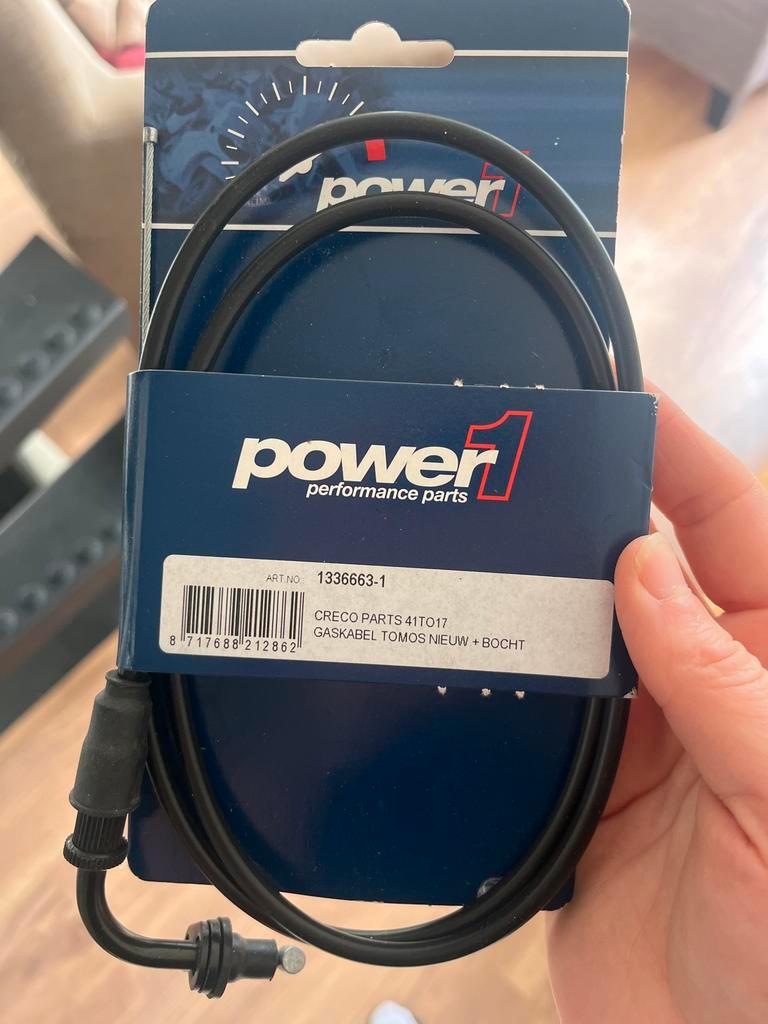 power1
power1
performance parts
ART.NO.: 1336663-1
CRECO PARTS 41TO17
GASKABEL TOMOS NIEUW + BOCHT
8 717688 212862